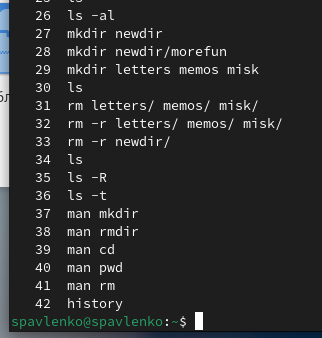 26 ls -al
27 mkdir newdir
28 mkdir newdir/morefun
29 mkdir letters memos misk
30 ls
31 rm letters/ memos/ misk/
32 rm -r letters/ memos/ misk/
33 rm -r newdir/
34 ls
35 ls -R
36 ls -t
37 man mkdir
38 man rmdir
39 man cd
40 man pwd
41 man rm
42 history
spavlenko@spavlenko:~$